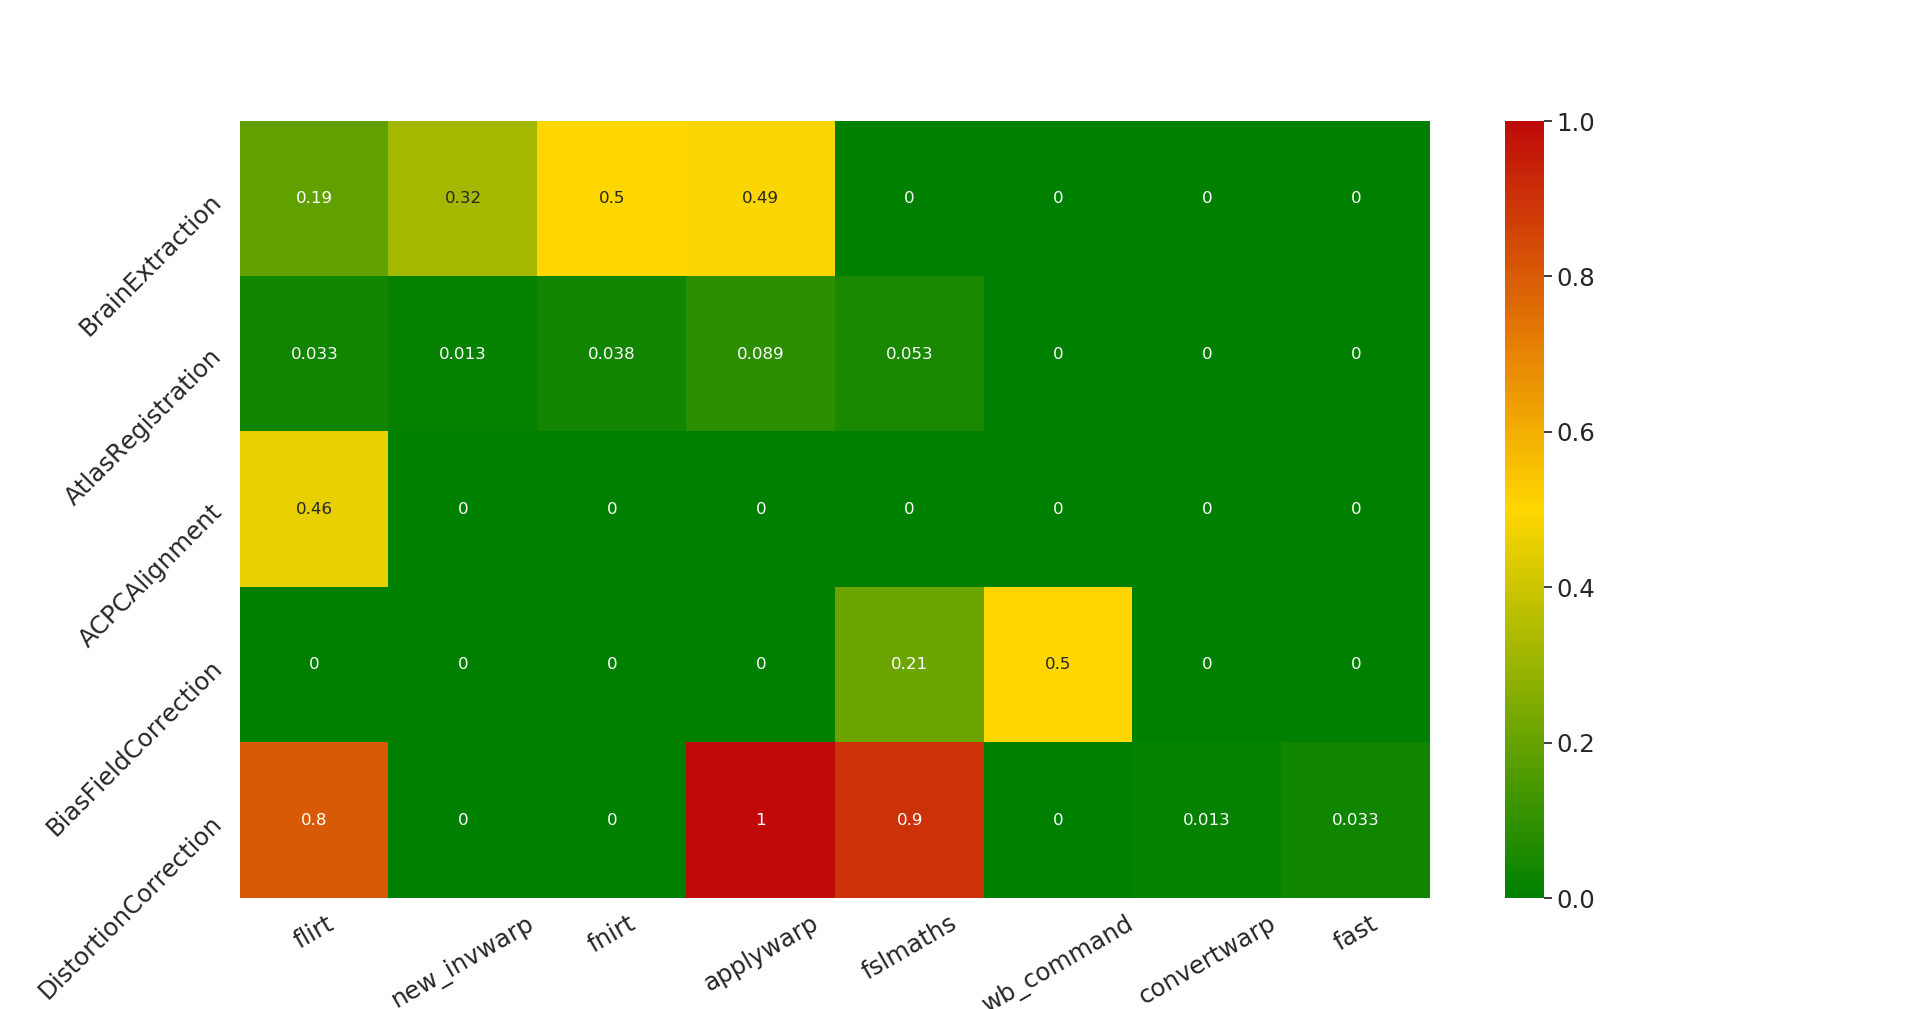 BrainExtraction 0.19 0.32 0.5 0.49 0 0 0 0
AtlasRegistration 0.033 0.013 0.038 0.089 0.053 0 0 0
ACPCAlignment 0.46 0 0 0 0 0 0 0
BiasFieldCorrection 0 0 0 0 0.21 0.5 0 0
DistortionCorrection 0.8 0 0 1 0.9 0 0.013 0.033
flirt new_invwarp fnirt applywarp fslmaths wb_command convertwarp fast
1.0
0.8
0.6
0.4
0.2
0.0